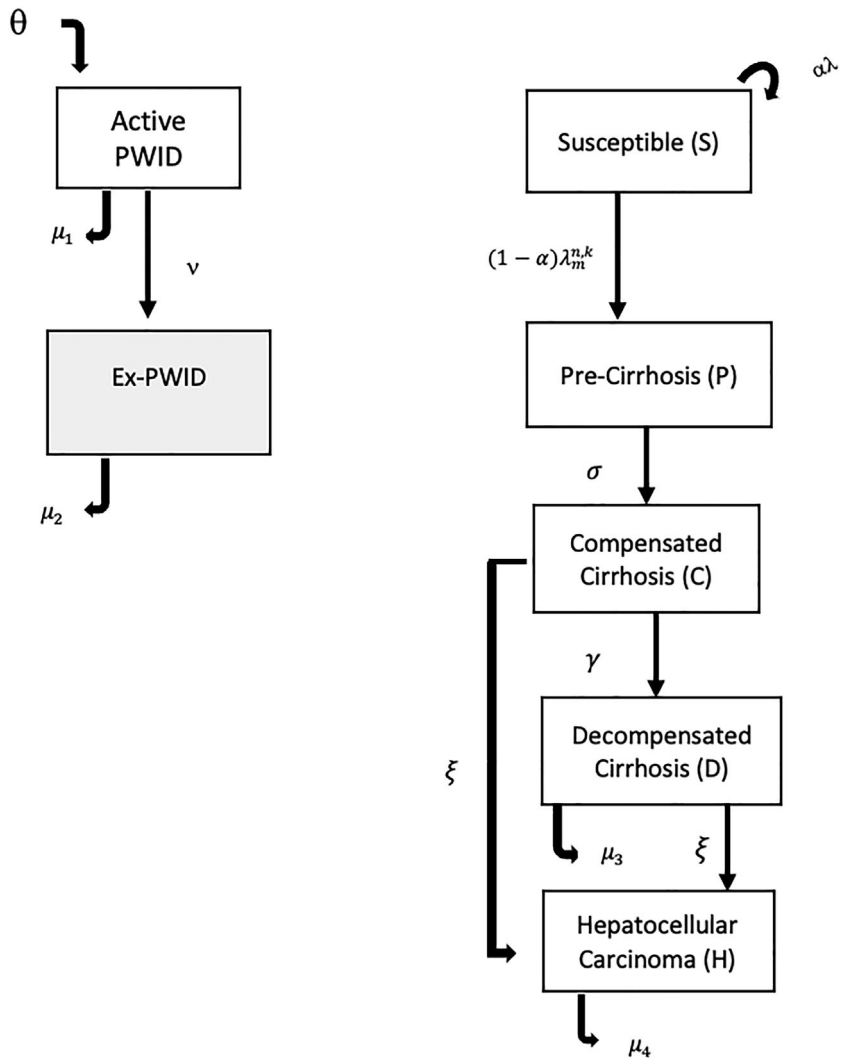 θ
Active
PWID
μ₁
ν
Ex-PWID
μ₂
αλ
Susceptible (S)
(1 − α)λₘⁿ,ᵏ
Pre-Cirrhosis (P)
σ
Compensated
Cirrhosis (C)
γ
Decompensated
Cirrhosis (D)
ξ
μ₃
ξ
Hepatocellular
Carcinoma (H)
μ₄